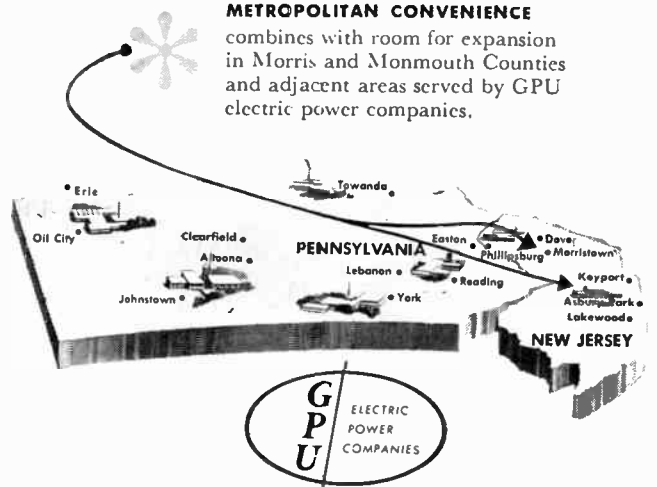 METROPOLITAN CONVENIENCE
combines with room for expansion
in Morris and Monmouth Counties
and adjacent areas served by GPU
electric power companies.
Erie
Towanda
Oil City
Clearfield
Easton
Dover
PENNSYLVANIA
Phillipsburg
Morristown
Altoona
Lebanon
Reading
Keyport
Johnstown
York
Asbury Park
Lakewood
NEW JERSEY
GPU
ELECTRIC
POWER
COMPANIES